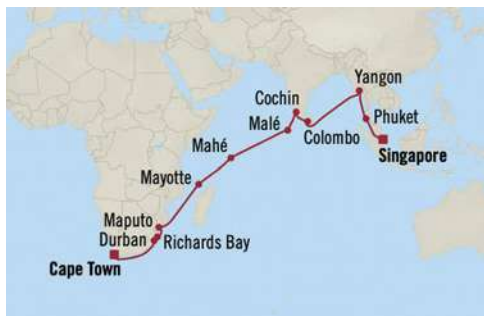 Yangon
Cochin
Phuket
Malé
Colombo
Mahé
Singapore
Mayotte
Maputo
Durban
Richards Bay
Cape Town